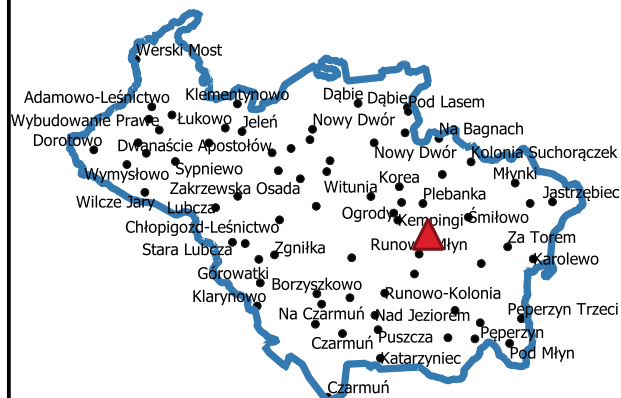 Werski Most
Adamowo-Leśnictwo
Klementynowo
Dąbie
Dąbie
Pod Lasem
Wybudowanie Prawe
Łukowo
Jeleń
Nowy Dwór
Na Bagnach
Dorotowo
Dwanaście Apostołów
Nowy Dwór
Kolonia Suchorączek
Wymysłowo
Sypniewo
Korea
Młynki
Zakrzewska Osada
Witunia
Plebanka
Jastrzębiec
Wilcze Jary
Lubcza
Ogrody
Kempingi
Śmiłowo
Chłopigozd-Leśnictwo
Stara Lubcza
Zgniłka
Runowo Młyn
Za Torem
Karolewo
Górowatki
Borzyszkowo
Klarynowo
Runowo-Kolonia
Na Czarmuń
Nad Jeziorem
Pęperzyn Trzeci
Czarmuń
Puszcza
Pęperzyn
Katarzyniec
Pod Młyn
Czarmuń